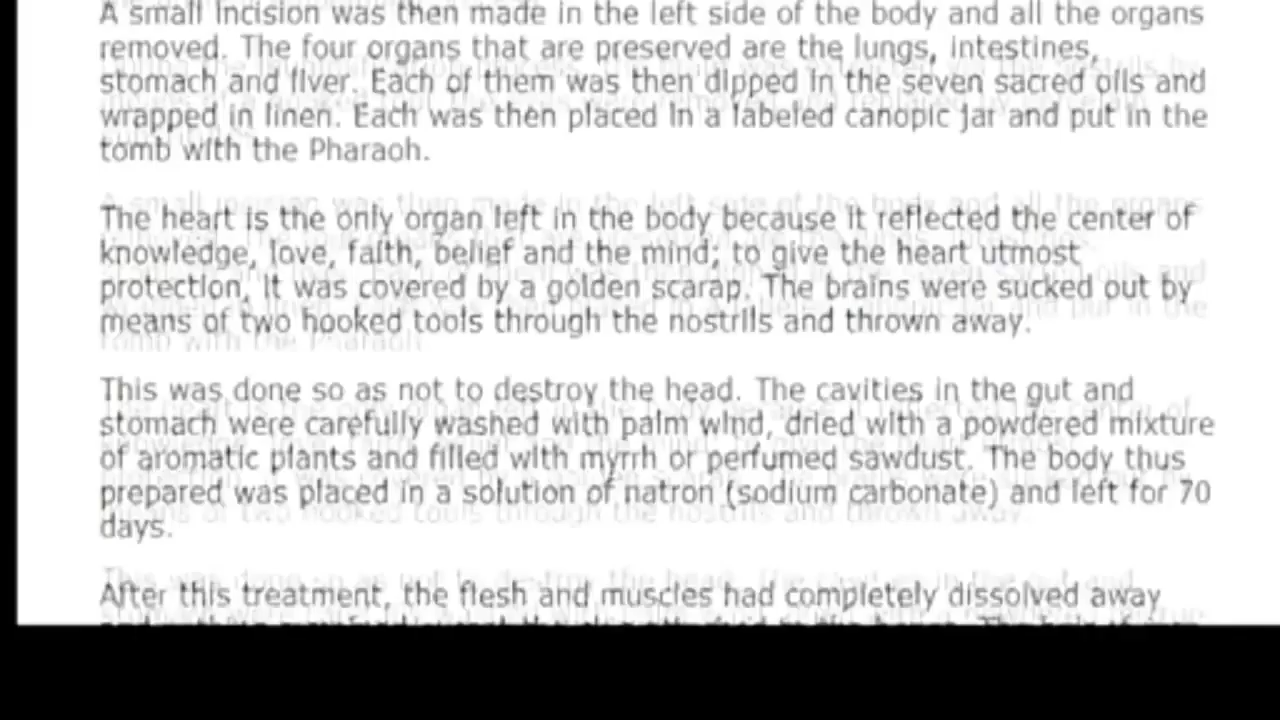 A small incision was then made in the left side of the body and all the organs
removed. The four organs that are preserved are the lungs, intestines,
stomach and liver. Each of them was then dipped in the seven sacred oils and
wrapped in linen. Each was then placed in a labeled canopic jar and put in the
tomb with the Pharaoh.
The heart is the only organ left in the body because it reflected the center of
knowledge, love, faith, belief and the mind; to give the heart utmost
protection, it was covered by a golden scarap. The brains were sucked out by
means of two hooked tools through the nostrils and thrown away.
This was done so as not to destroy the head. The cavities in the gut and
stomach were carefully washed with palm wind, dried with a powdered mixture
of aromatic plants and filled with myrrh or perfumed sawdust. The body thus
prepared was placed in a solution of natron (sodium carbonate) and left for 70
days.
After this treatment, the flesh and muscles had completely dissolved away